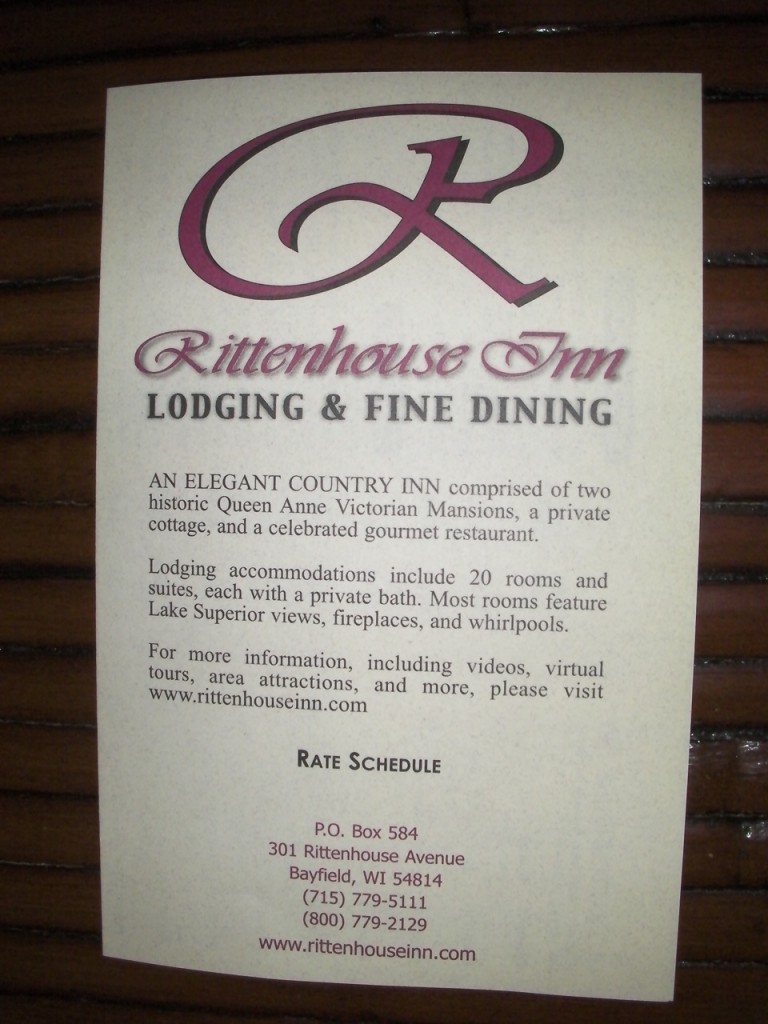 R
Rittenhouse Inn
LODGING & FINE DINING
AN ELEGANT COUNTRY INN comprised of two
historic Queen Anne Victorian Mansions, a private
cottage, and a celebrated gourmet restaurant.
Lodging accommodations include 20 rooms and
suites, each with a private bath. Most rooms feature
Lake Superior views, fireplaces, and whirlpools.
For more information, including videos, virtual
tours, area attractions, and more, please visit
www.rittenhouseinn.com
RATE SCHEDULE
P.O. Box 584
301 Rittenhouse Avenue
Bayfield, WI 54814
(715) 779-5111
(800) 779-2129
www.rittenhouseinn.com